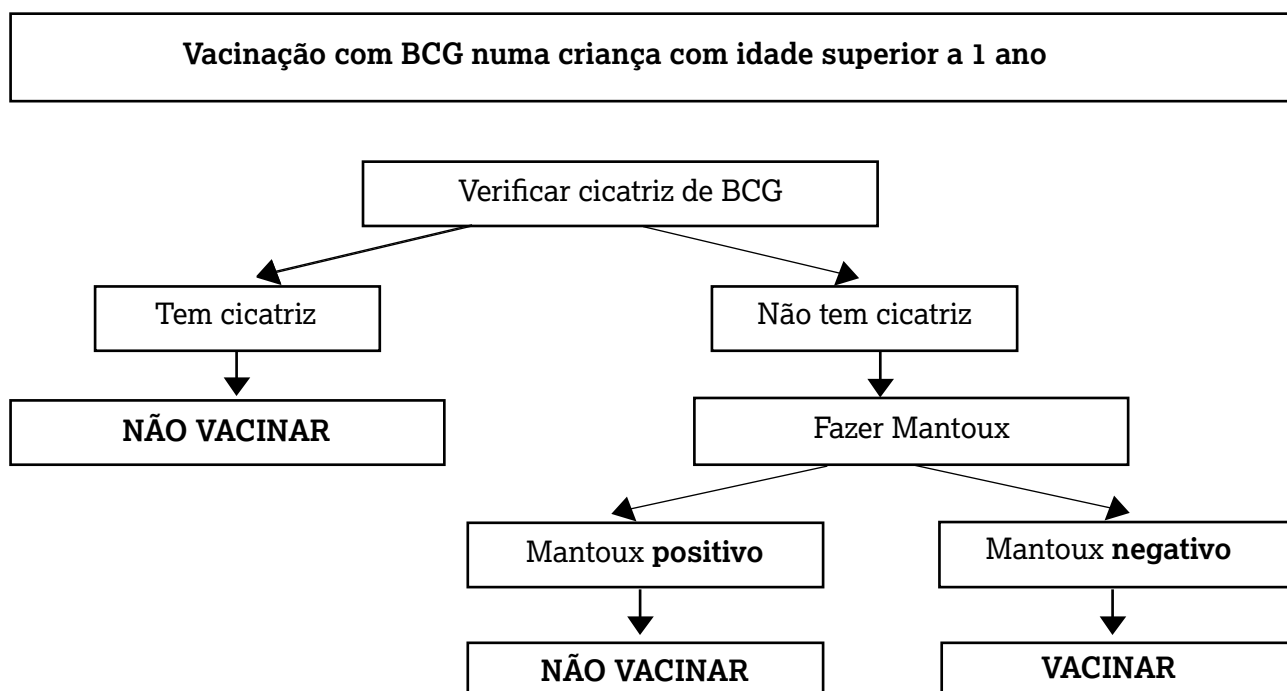 Vacinação com BCG numa criança com idade superior a 1 ano
Verificar cicatriz de BCG
Tem cicatriz
Não tem cicatriz
NÃO VACINAR
Fazer Mantoux
Mantoux positivo
Mantoux negativo
NÃO VACINAR
VACINAR